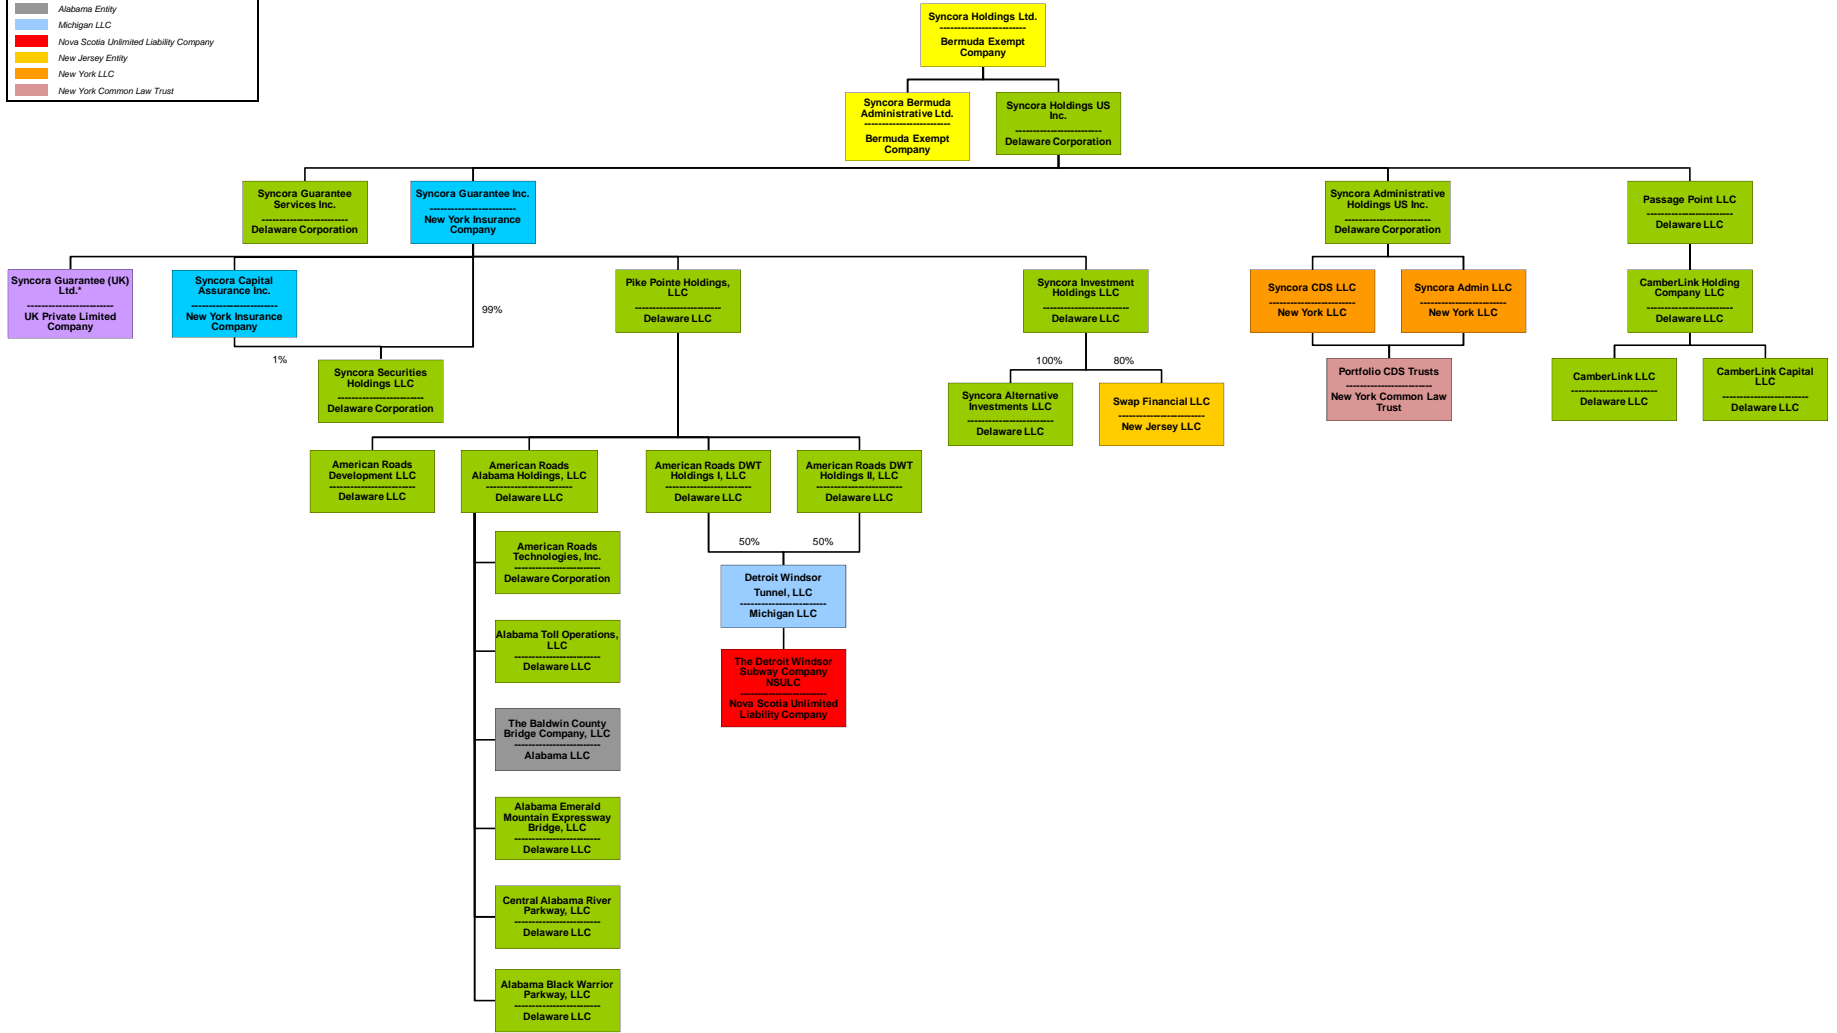 Alabama Entity
Michigan LLC
Nova Scotia Unlimited Liability Company
New Jersey Entity
New York LLC
New York Common Law Trust
Syncora Holdings Ltd.
-------------------------
Bermuda Exempt
Company
Syncora Bermuda
Administrative Ltd.
-------------------------
Bermuda Exempt
Company
Syncora Holdings US
Inc.
-------------------------
Delaware Corporation
Syncora Guarantee
Services Inc.
-------------------------
Delaware Corporation
Syncora Guarantee Inc.
-------------------------
New York Insurance
Company
Syncora Administrative
Holdings US Inc.
-------------------------
Delaware Corporation
Passage Point LLC
-------------------------
Delaware LLC
Syncora Guarantee (UK)
Ltd.*
-------------------------
UK Private Limited
Company
Syncora Capital
Assurance Inc.
-------------------------
New York Insurance
Company
99%
1%
Syncora Securities
Holdings LLC
-------------------------
Delaware Corporation
Pike Pointe Holdings,
LLC
-------------------------
Delaware LLC
Syncora Investment
Holdings LLC
-------------------------
Delaware LLC
100%
80%
Syncora Alternative
Investments LLC
-------------------------
Delaware LLC
Swap Financial LLC
-------------------------
New Jersey LLC
Syncora CDS LLC
-------------------------
New York LLC
Syncora Admin LLC
-------------------------
New York LLC
Portfolio CDS Trusts
-------------------------
New York Common Law
Trust
CamberLink Holding
Company LLC
-------------------------
Delaware LLC
CamberLink LLC
-------------------------
Delaware LLC
CamberLink Capital
LLC
-------------------------
Delaware LLC
American Roads
Development LLC
-------------------------
Delaware LLC
American Roads
Alabama Holdings, LLC
-------------------------
Delaware LLC
American Roads DWT
Holdings I, LLC
-------------------------
Delaware LLC
American Roads DWT
Holdings II, LLC
-------------------------
Delaware LLC
50%
50%
Detroit Windsor
Tunnel, LLC
-------------------------
Michigan LLC
The Detroit Windsor
Subway Company
NSULC
-------------------------
Nova Scotia Unlimited
Liability Company
American Roads
Technologies, Inc.
-------------------------
Delaware Corporation
Alabama Toll Operations,
LLC
-------------------------
Delaware LLC
The Baldwin County
Bridge Company, LLC
-------------------------
Alabama LLC
Alabama Emerald
Mountain Expressway
Bridge, LLC
-------------------------
Delaware LLC
Central Alabama River
Parkway, LLC
-------------------------
Delaware LLC
Alabama Black Warrior
Parkway, LLC
-------------------------
Delaware LLC